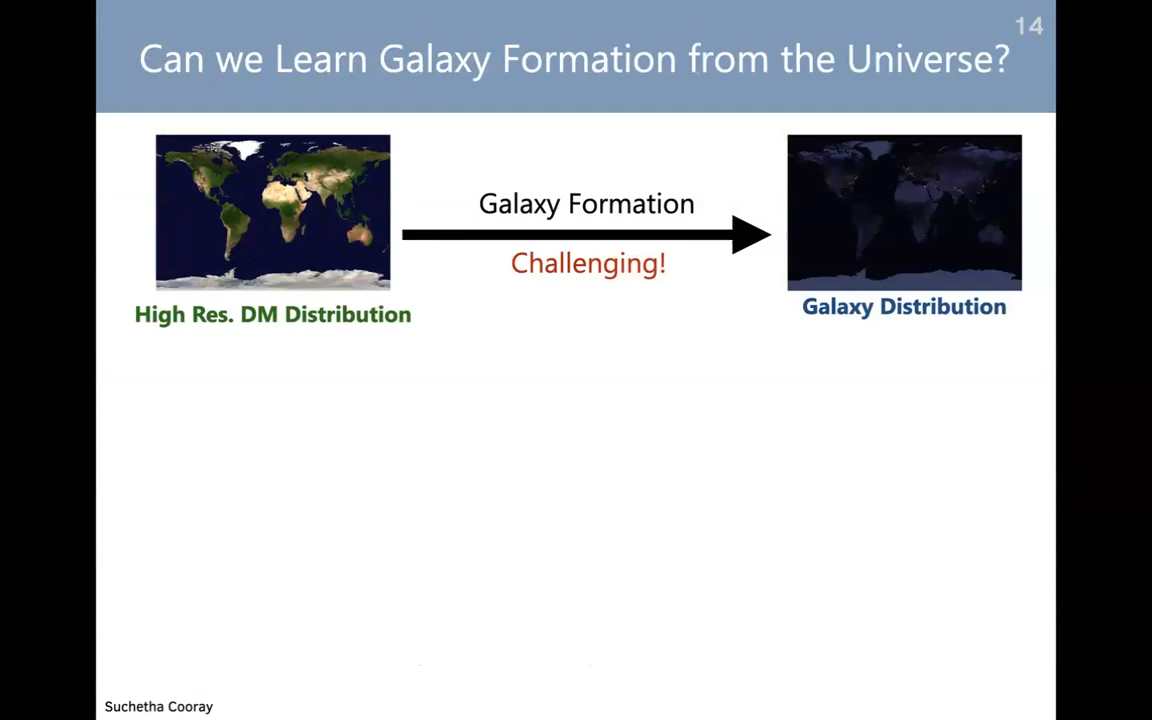 14
Can we Learn Galaxy Formation from the Universe?
Galaxy Formation
Challenging!
High Res. DM Distribution
Galaxy Distribution
Suchetha Cooray